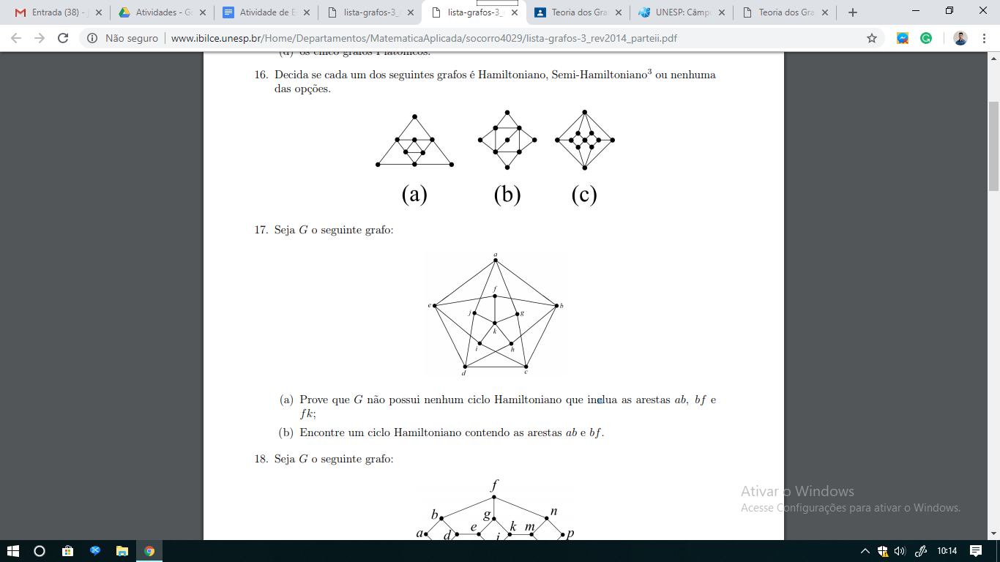 Entrada (38) -
Atividades - G
Atividade de E
lista-grafos-3_
lista-grafos-3_
Teoria dos Gra
UNESP: Câmpu
Teoria dos Gra
Não seguro
www.ibilce.unesp.br/Home/Departamentos/MatematicaAplicada/socorro4029/lista-grafos-3_rev2014_parteii.pdf
(d) os cinco grafos Platônicos.
16. Decida se cada um dos seguintes grafos é Hamiltoniano, Semi-Hamiltoniano³ ou nenhuma
das opções.
(a) (b) (c)
17. Seja G o seguinte grafo:
a
f
e b
j g
k
i h
d c
(a) Prove que G não possui nenhum ciclo Hamiltoniano que inclua as arestas ab, bf e
fk;
(b) Encontre um ciclo Hamiltoniano contendo as arestas ab e bf.
18. Seja G o seguinte grafo:
f
b g n
e k m
a d j p
Ativar o Windows
Acesse Configurações para ativar o Windows.
10:14